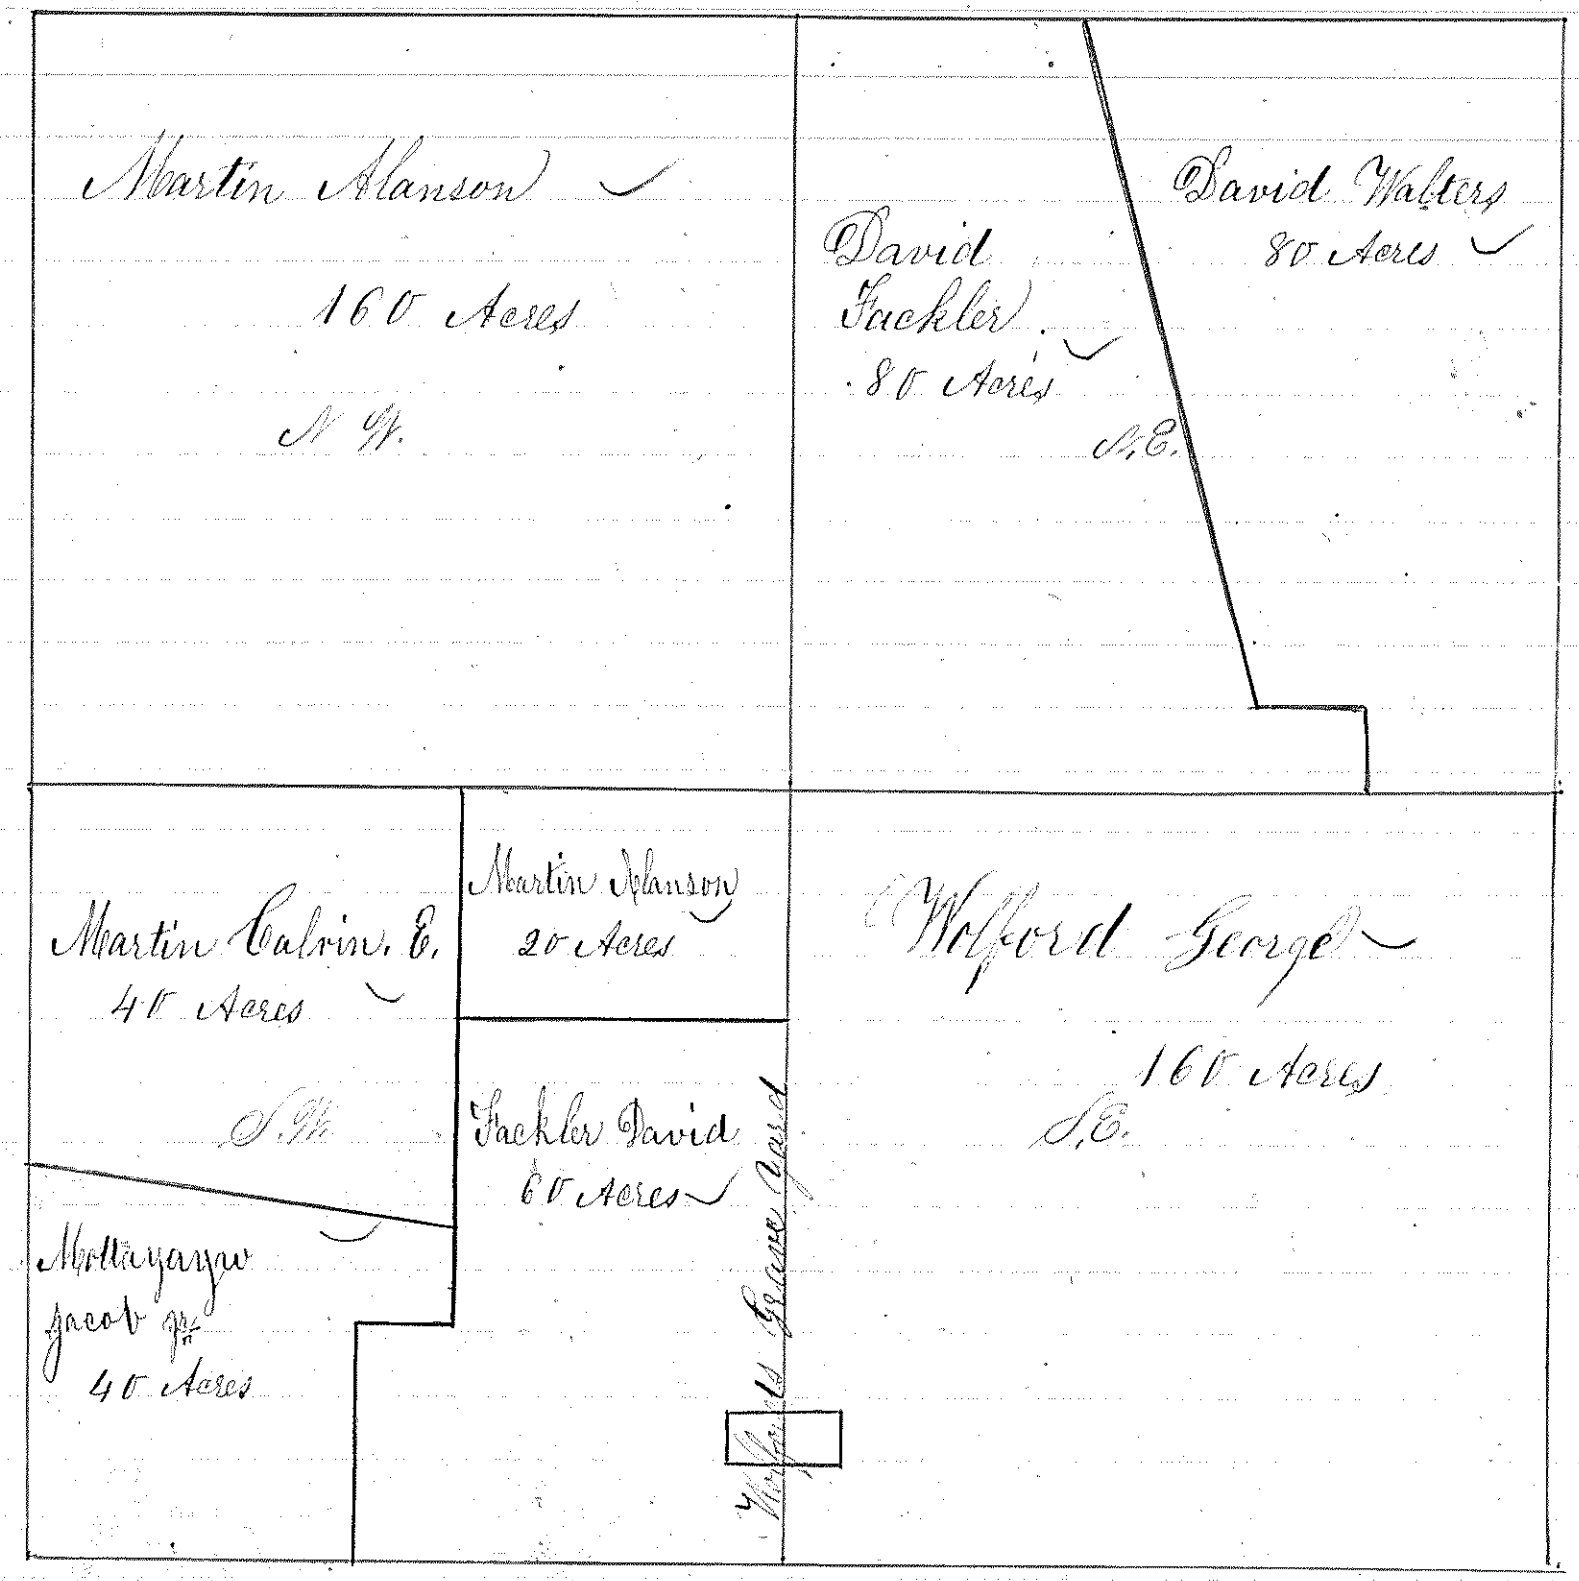 Martin Alanson
160 Acres
N W.
David
Fackler
80 Acres
N.E.
David Walters
80 Acres
Martin Calvin. E.
40 Acres
S.W.
Martin Alanson
20 Acres
Fackler David
60 Acres
jacob jr
40 Acres
Wolfords Grave Yard
Wolford George
160 Acres
S.E.